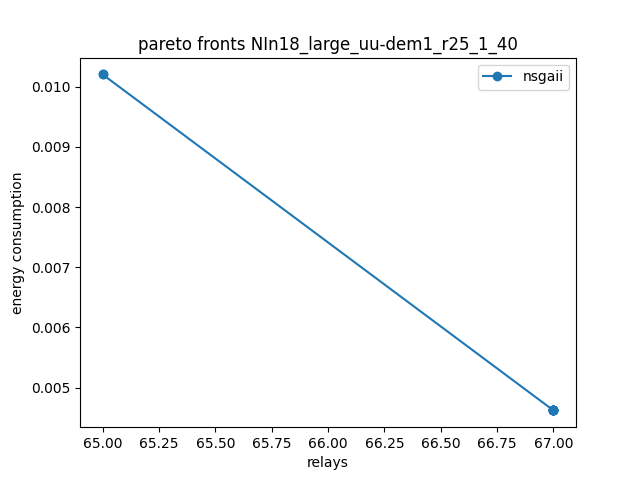 pareto fronts NIn18_large_uu-dem1_r25_1_40
nsgaii
energy consumption
0.010
0.009
0.008
0.007
0.006
0.005
65.00 65.25 65.50 65.75 66.00 66.25 66.50 66.75 67.00
relays